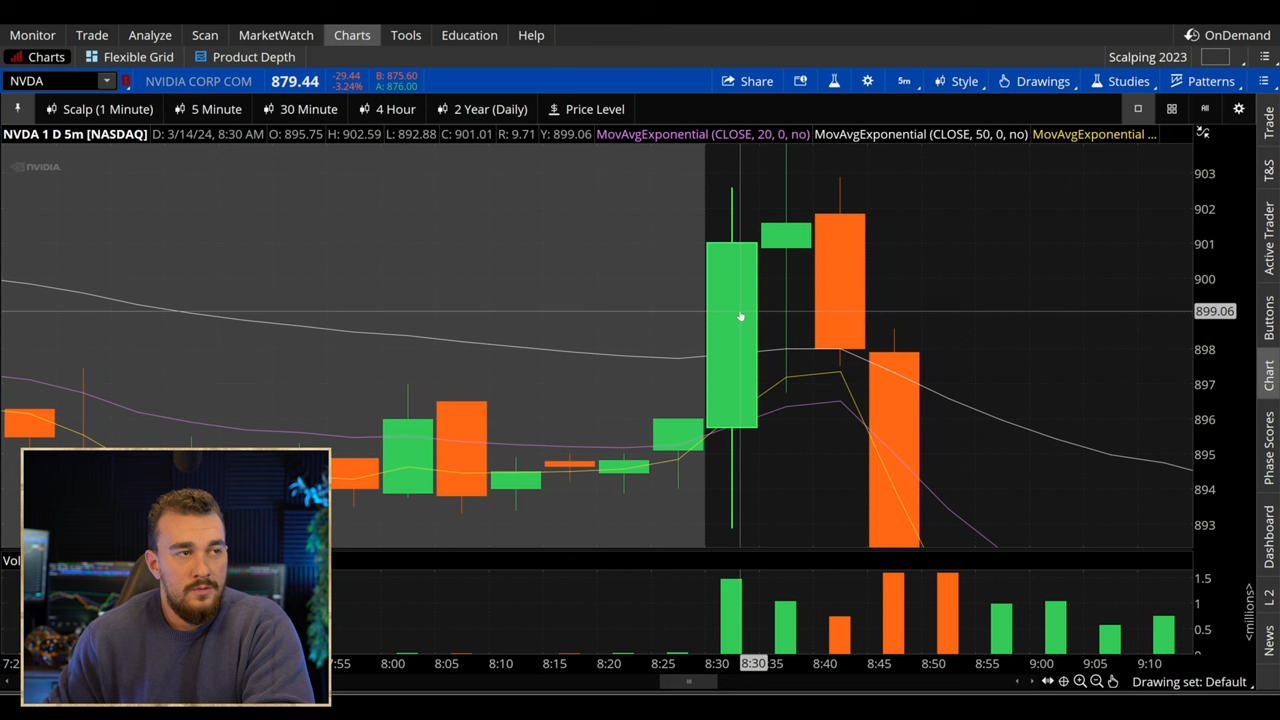 Monitor Trade Analyze Scan MarketWatch Charts Tools Education Help OnDemand
Charts Flexible Grid Product Depth Scalping 2023
NVDA NVIDIA CORP COM 879.44 -29.44 -3.24% B: 875.60 A: 876.00 Share 5m Style Drawings Studies Patterns
Scalp (1 Minute) 5 Minute 30 Minute 4 Hour 2 Year (Daily) Price Level
NVDA 1 D 5m [NASDAQ] D: 3/14/24, 8:30 AM O: 895.75 H: 902.59 L: 892.88 C: 901.01 R: 9.71 Y: 899.06 MovAvgExponential (CLOSE, 20, 0, no) MovAvgExponential (CLOSE, 50, 0, no) MovAvgExponential ...
NVIDIA
903
902
901
900
899.06
898
897
896
895
894
893
Vol
1.5
1
0.5
<millions>
7:2 :55 8:00 8:05 8:10 8:15 8:20 8:25 8:30 8:30 :35 8:40 8:45 8:50 8:55 9:00 9:05 9:10
Drawing set: Default
Trade
T&S
Active Trader
Buttons
Chart
Phase Scores
Dashboard
L 2
News